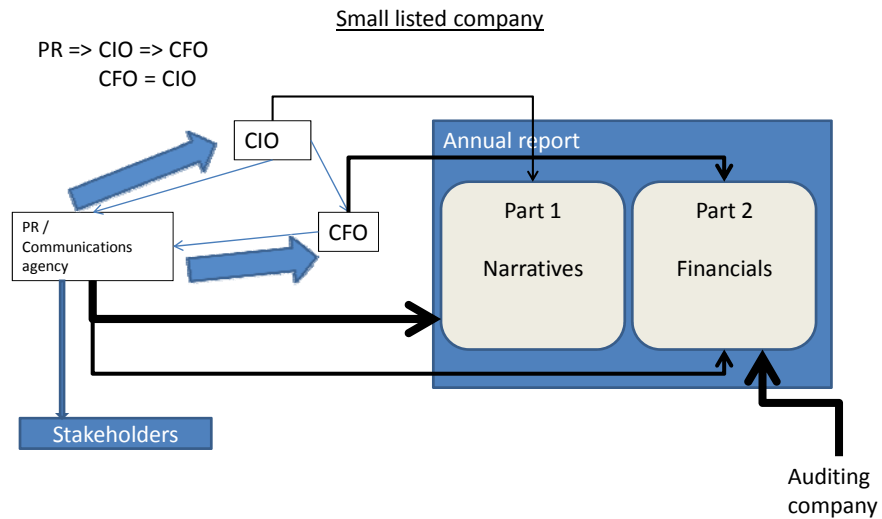 Small listed company
PR => CIO => CFO
CFO = CIO
CIO
Annual report
PR /
Communications
agency
CFO
Part 1
Narratives
Part 2
Financials
Stakeholders
Auditing
company